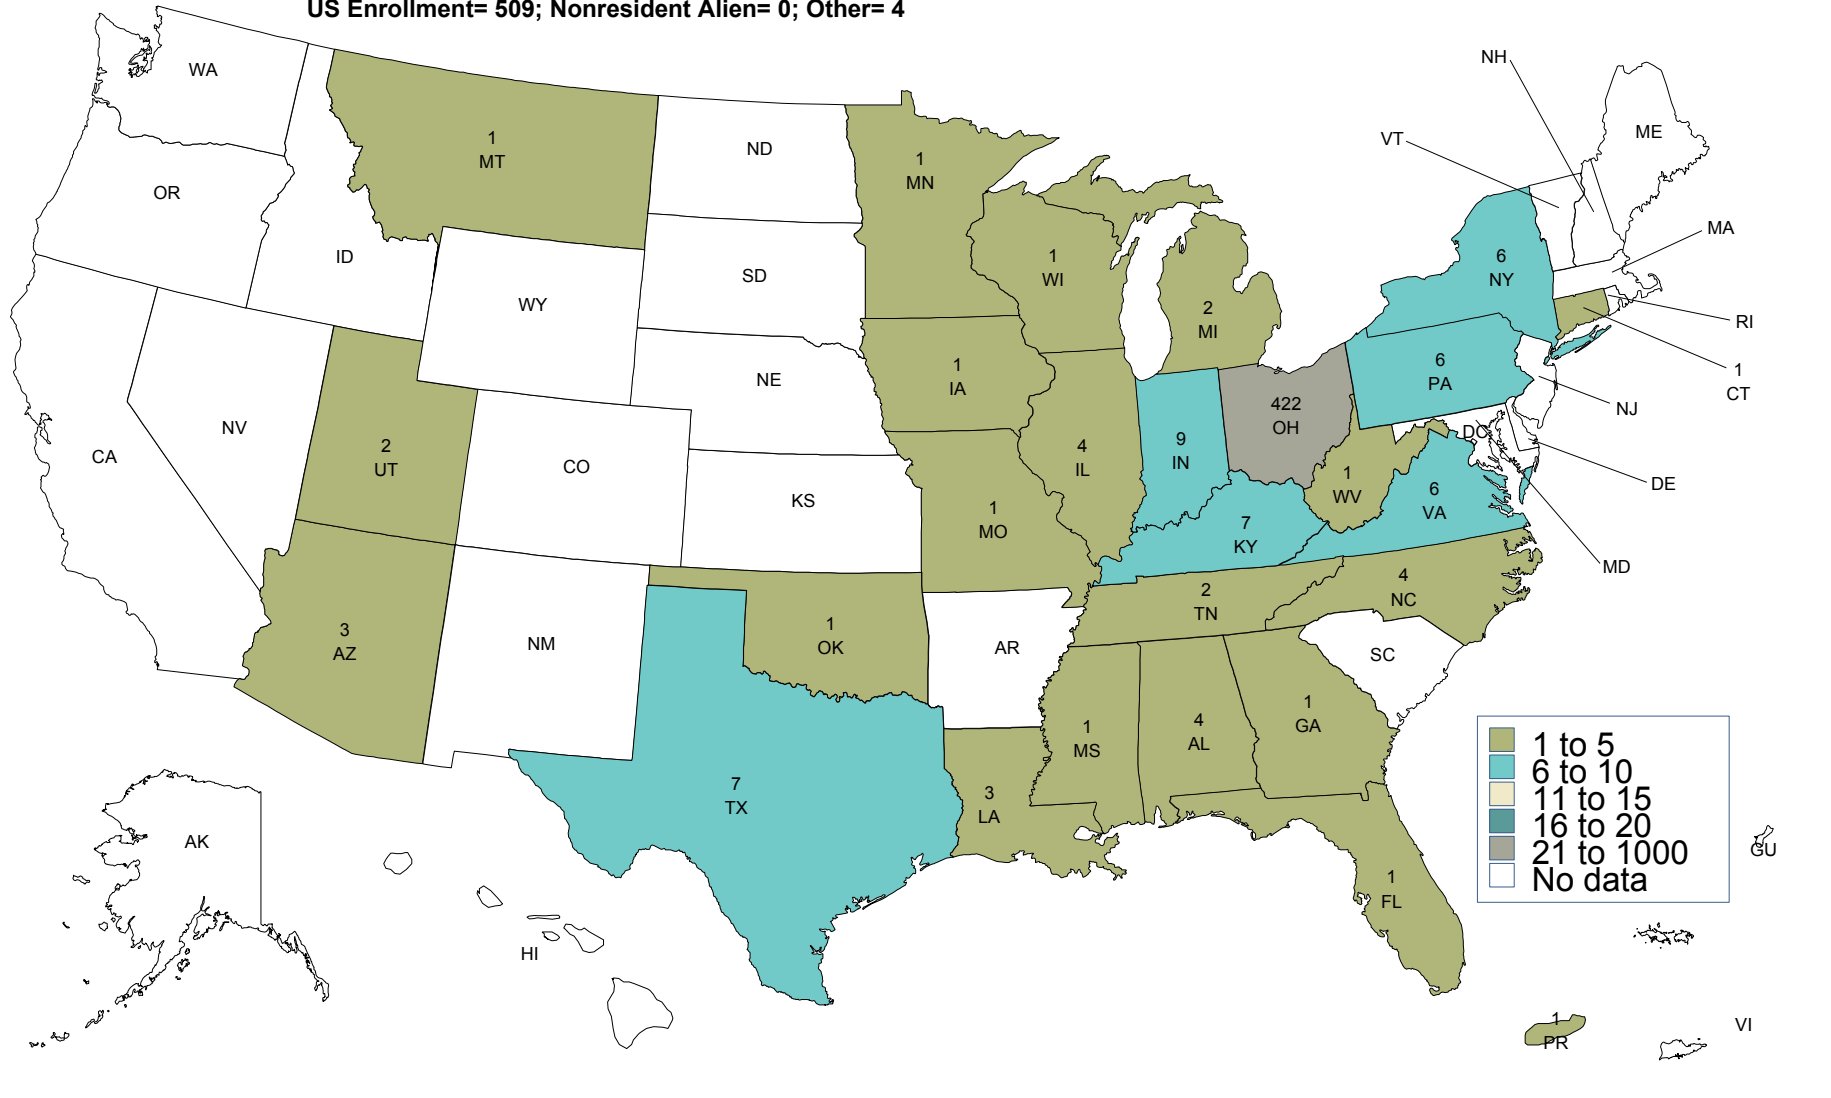 US Enrollment= 509; Nonresident Alien= 0; Other= 4
WA
OR
CA
NV
ID
1
MT
WY
2
UT
3
AZ
CO
NM
ND
SD
NE
KS
1
OK
7
TX
1
MN
1
IA
1
MO
AR
3
LA
1
WI
4
IL
2
MI
9
IN
422
OH
7
KY
2
TN
1
MS
4
AL
1
GA
1
FL
SC
4
NC
6
VA
1
WV
6
PA
6
NY
NH
VT
ME
MA
RI
1
CT
NJ
DC
DE
MD
AK
HI
GU
VI
1
PR
1 to 5
6 to 10
11 to 15
16 to 20
21 to 1000
No data